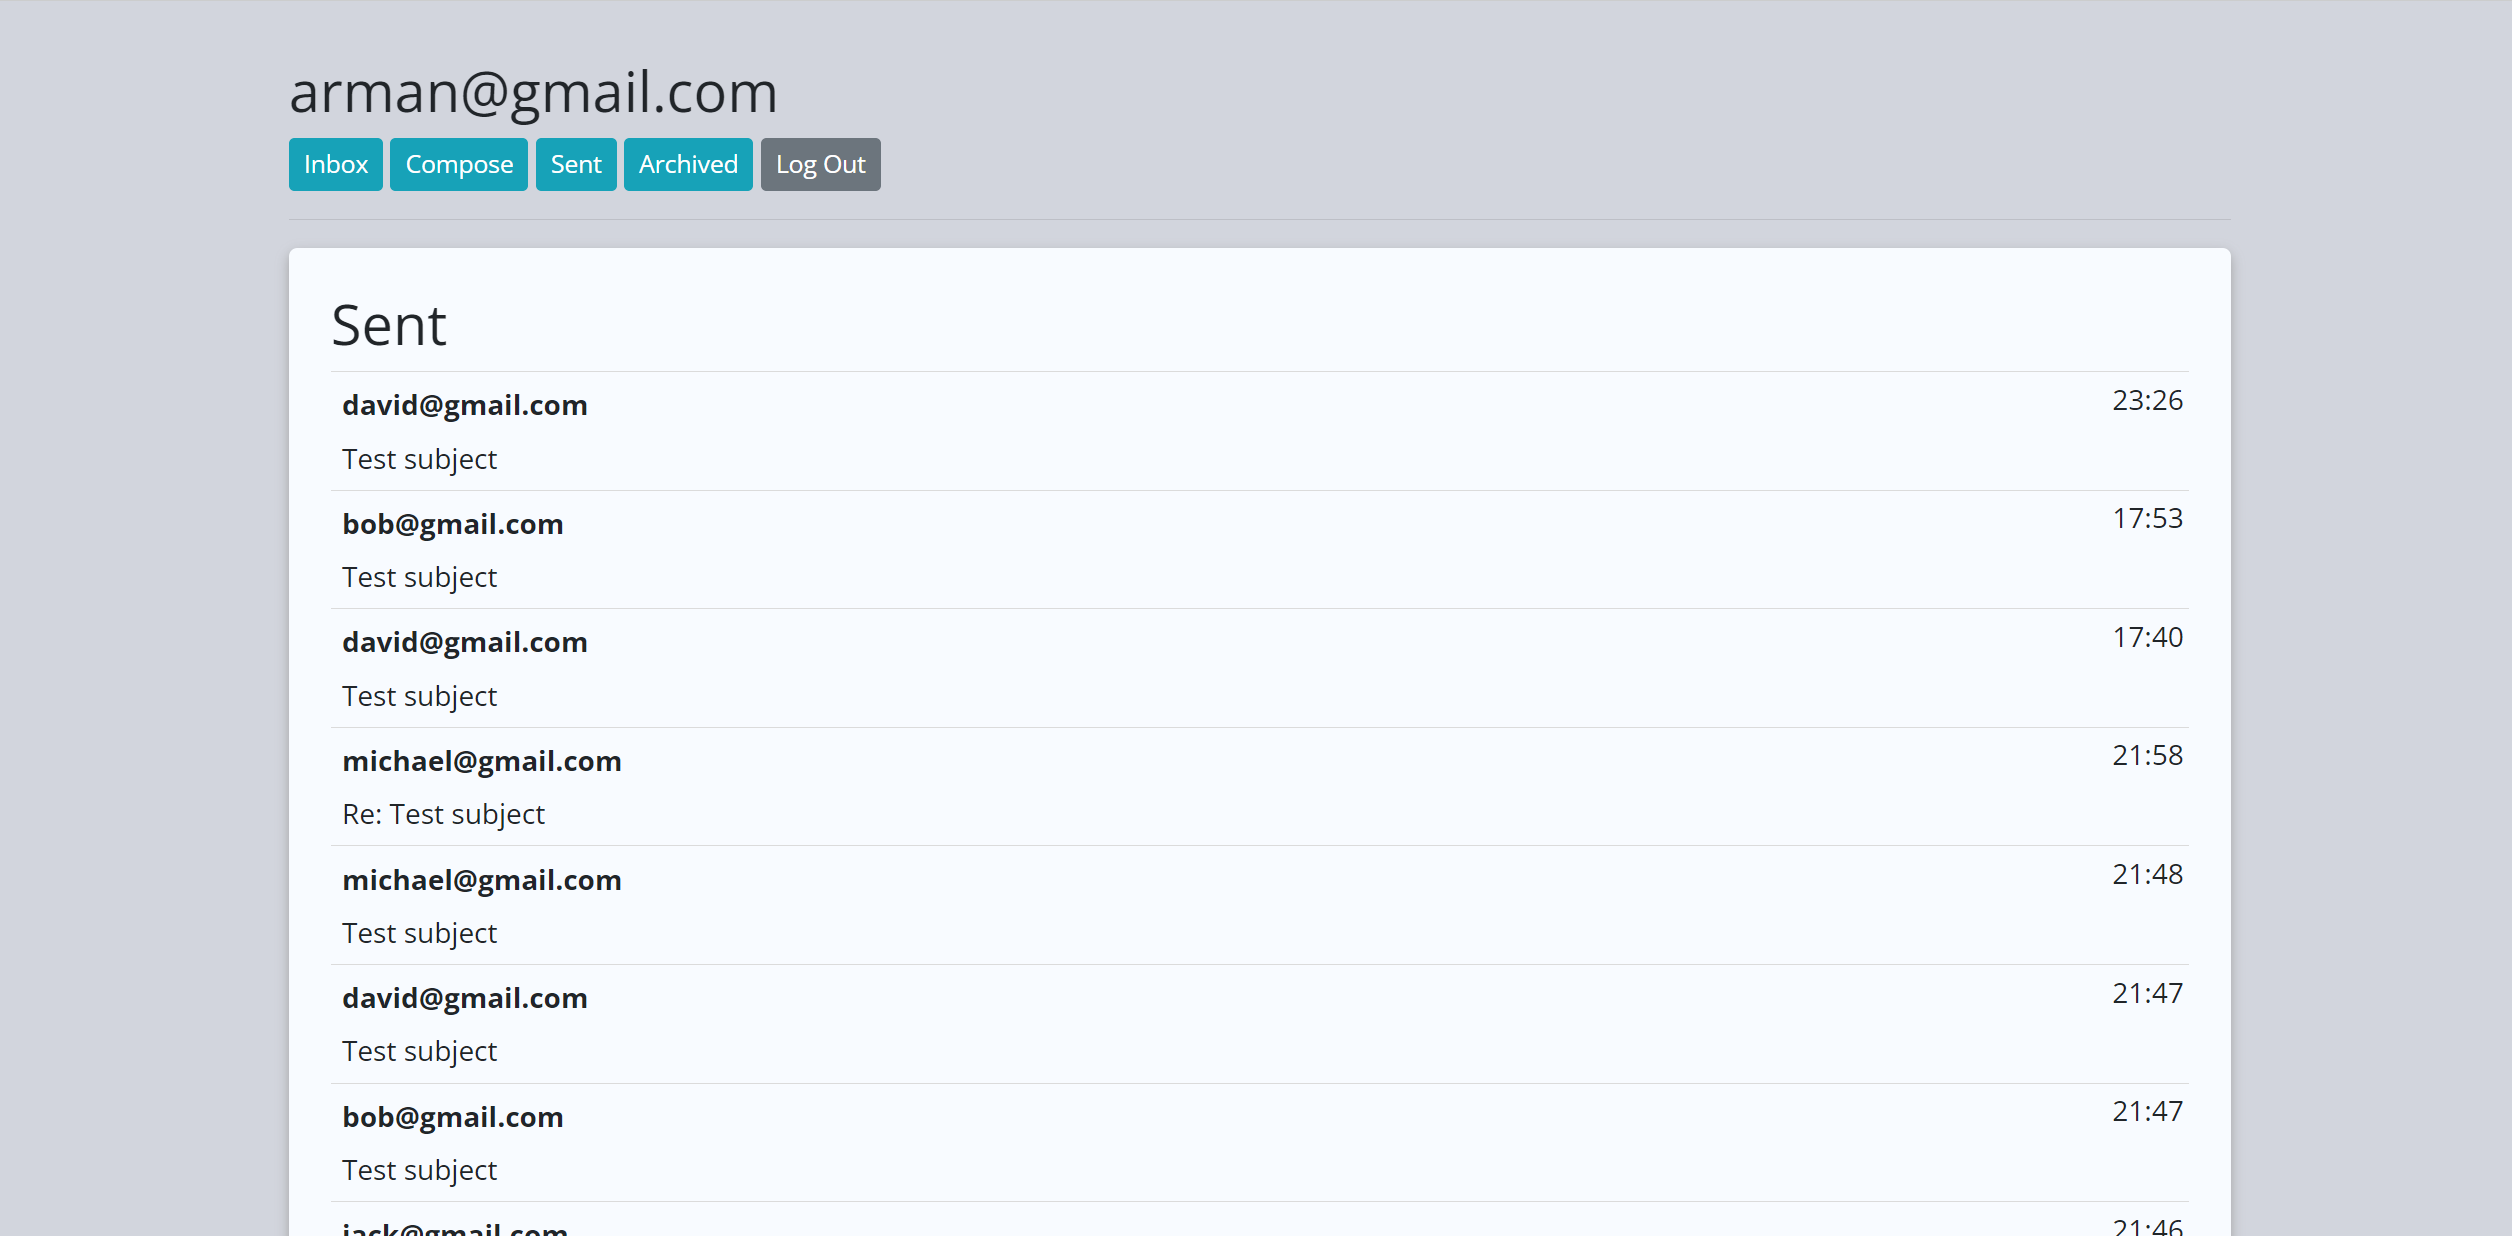 arman@gmail.com
Inbox Compose Sent Archived Log Out
Sent
david@gmail.com 23:26
Test subject
bob@gmail.com 17:53
Test subject
david@gmail.com 17:40
Test subject
michael@gmail.com 21:58
Re: Test subject
michael@gmail.com 21:48
Test subject
david@gmail.com 21:47
Test subject
bob@gmail.com 21:47
Test subject
jack@gmail.com 21:46